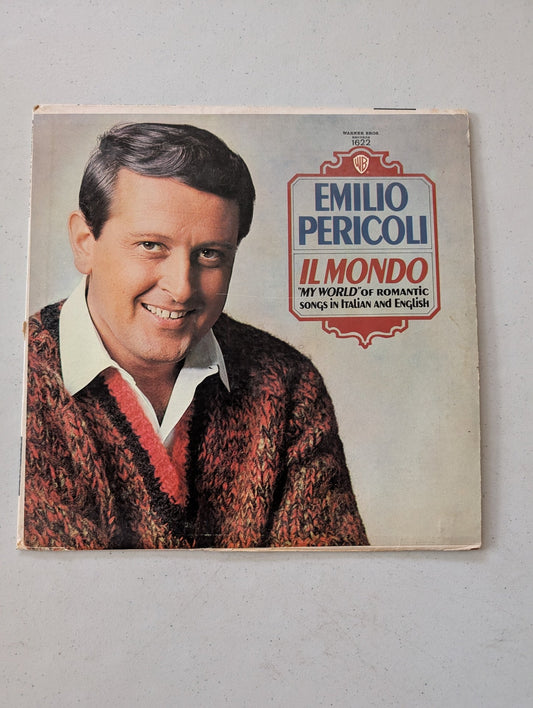 WARNER BROS.
RECORDS
1622
WB
EMILIO
PERICOLI
IL MONDO
"MY WORLD" OF ROMANTIC
SONGS IN ITALIAN AND ENGLISH